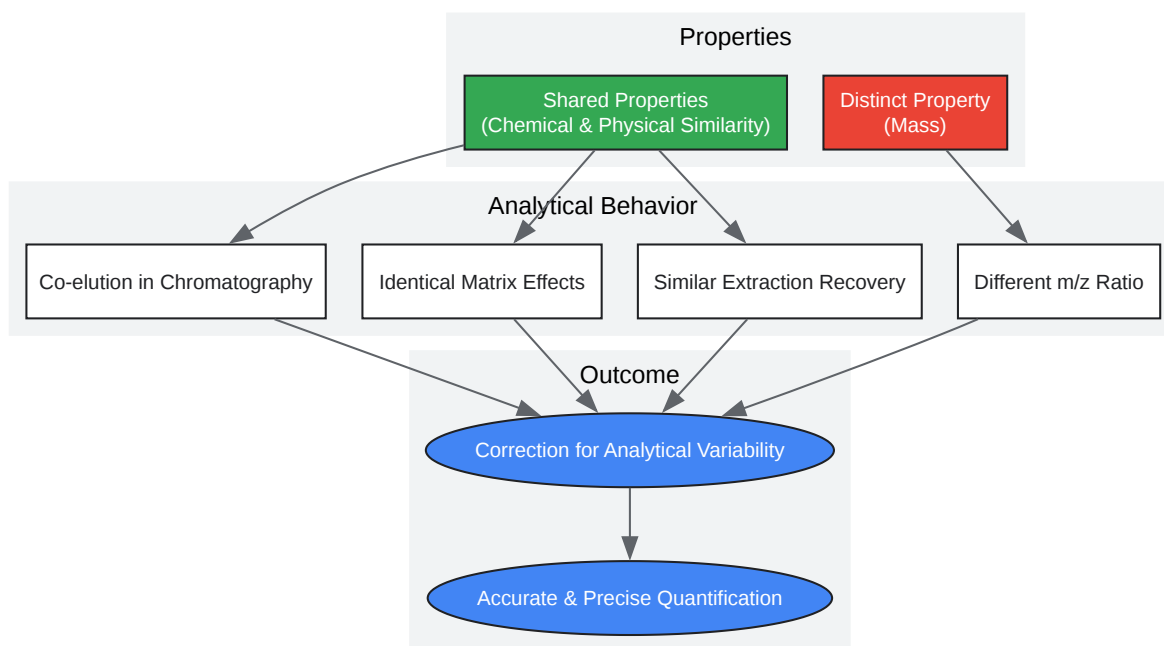 Properties
Shared Properties
(Chemical & Physical Similarity)
Distinct Property
(Mass)
Analytical Behavior
Co-elution in Chromatography
Identical Matrix Effects
Similar Extraction Recovery
Different m/z Ratio
Outcome
Correction for Analytical Variability
Accurate & Precise Quantification